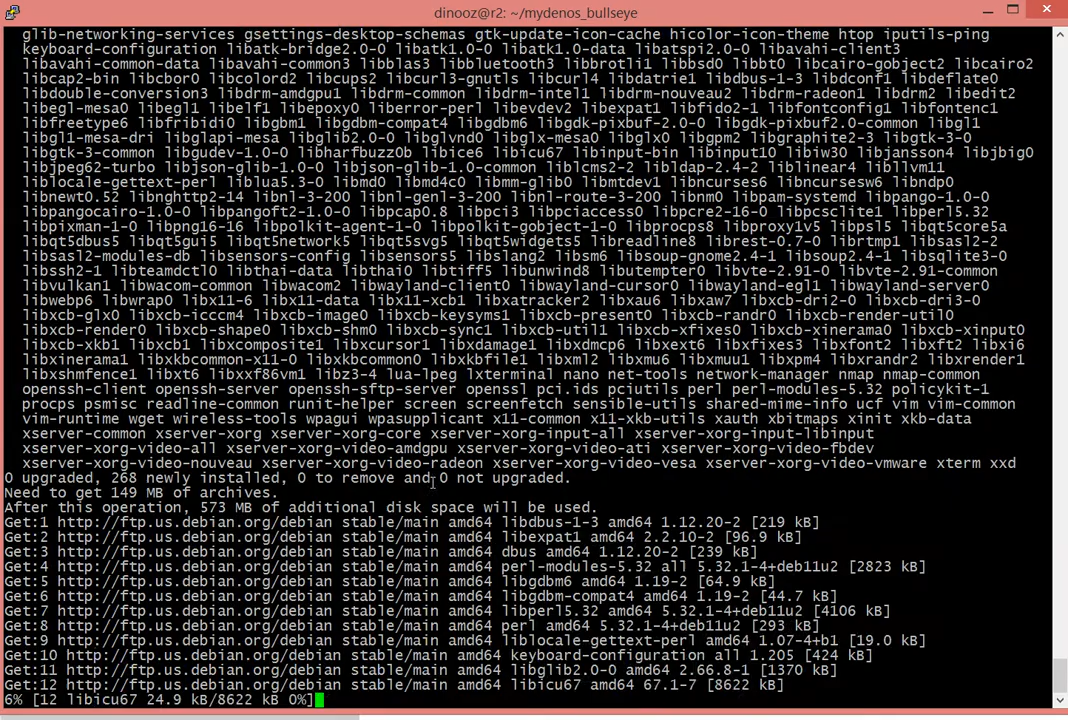 dinooz@r2: ~/mydenos_bullseye
glib-networking-services gsettings-desktop-schemas gtk-update-icon-cache hicolor-icon-theme htop iputils-ping
keyboard-configuration libatk-bridge2.0-0 libatk1.0-0 libatk1.0-data libatspi2.0-0 libavahi-client3
libavahi-common-data libavahi-common3 libblas3 libbluetooth3 libbrotli1 libbsd0 libbt0 libcairo-gobject2 libcairo2
libcap2-bin libcbor0 libcolord2 libcups2 libcurl3-gnutls libcurl4 libdatrie1 libdbus-1-3 libdconf1 libdeflate0
libdouble-conversion3 libdrm-amdgpu1 libdrm-common libdrm-intel1 libdrm-nouveau2 libdrm-radeon1 libdrm2 libedit2
libegl-mesa0 libegl1 libelf1 libepoxy0 liberror-perl libevdev2 libexpat1 libfido2-1 libfontconfig1 libfontenc1
libfreetype6 libfribidi0 libgbm1 libgdbm-compat4 libgdbm6 libgdk-pixbuf-2.0-0 libgdk-pixbuf2.0-common libgl1
libgl1-mesa-dri libglapi-mesa libglib2.0-0 libglvnd0 libglx-mesa0 libglx0 libgpm2 libgraphite2-3 libgtk-3-0
libgtk-3-common libgudev-1.0-0 libharfbuzz0b libice6 libicu67 libinput-bin libinput10 libiw30 libjansson4 libjbig0
libjpeg62-turbo libjson-glib-1.0-0 libjson-glib-1.0-common liblcms2-2 libldap-2.4-2 liblinear4 libllvm11
liblocale-gettext-perl liblua5.3-0 libmd0 libmd4c0 libmm-glib0 libmtdev1 libncurses6 libncursesw6 libndp0
libnewt0.52 libnghttp2-14 libnl-3-200 libnl-genl-3-200 libnl-route-3-200 libnm0 libpam-systemd libpango-1.0-0
libpangocairo-1.0-0 libpangoft2-1.0-0 libpcap0.8 libpci3 libpciaccess0 libpcre2-16-0 libpcsclite1 libperl5.32
libpixman-1-0 libpng16-16 libpolkit-agent-1-0 libpolkit-gobject-1-0 libprocps8 libproxy1v5 libpsl5 libqt5core5a
libqt5dbus5 libqt5gui5 libqt5network5 libqt5svg5 libqt5widgets5 libreadline8 librest-0.7-0 librtmp1 libsasl2-2
libsasl2-modules-db libsensors-config libsensors5 libslang2 libsm6 libsoup-gnome2.4-1 libsoup2.4-1 libsqlite3-0
libssh2-1 libteamdctl0 libthai-data libthai0 libtiff5 libunwind8 libutempter0 libvte-2.91-0 libvte-2.91-common
libvulkan1 libwacom-common libwacom2 libwayland-client0 libwayland-cursor0 libwayland-egl1 libwayland-server0
libwebp6 libwrap0 libx11-6 libx11-data libx11-xcb1 libxatracker2 libxau6 libxaw7 libxcb-dri2-0 libxcb-dri3-0
libxcb-glx0 libxcb-icccm4 libxcb-image0 libxcb-keysyms1 libxcb-present0 libxcb-randr0 libxcb-render-util0
libxcb-render0 libxcb-shape0 libxcb-shm0 libxcb-sync1 libxcb-util1 libxcb-xfixes0 libxcb-xinerama0 libxcb-xinput0
libxcb-xkb1 libxcb1 libxcomposite1 libxcursor1 libxdamage1 libxdmcp6 libxext6 libxfixes3 libxfont2 libxft2 libxi6
libxinerama1 libxkbcommon-x11-0 libxkbcommon0 libxkbfile1 libxml2 libxmu6 libxmuu1 libxpm4 libxrandr2 libxrender1
libxshmfence1 libxt6 libxxf86vm1 libz3-4 lua-lpeg lxterminal nano net-tools network-manager nmap nmap-common
openssh-client openssh-server openssh-sftp-server openssl pci.ids pciutils perl perl-modules-5.32 policykit-1
procps psmisc readline-common runit-helper screen screenfetch sensible-utils shared-mime-info ucf vim vim-common
vim-runtime wget wireless-tools wpagui wpasupplicant x11-common x11-xkb-utils xauth xbitmaps xinit xkb-data
xserver-common xserver-xorg xserver-xorg-core xserver-xorg-input-all xserver-xorg-input-libinput
xserver-xorg-video-all xserver-xorg-video-amdgpu xserver-xorg-video-ati xserver-xorg-video-fbdev
xserver-xorg-video-nouveau xserver-xorg-video-radeon xserver-xorg-video-vesa xserver-xorg-video-vmware xterm xxd
0 upgraded, 268 newly installed, 0 to remove and 0 not upgraded.
Need to get 149 MB of archives.
After this operation, 573 MB of additional disk space will be used.
Get:1 http://ftp.us.debian.org/debian stable/main amd64 libdbus-1-3 amd64 1.12.20-2 [219 kB]
Get:2 http://ftp.us.debian.org/debian stable/main amd64 libexpat1 amd64 2.2.10-2 [96.9 kB]
Get:3 http://ftp.us.debian.org/debian stable/main amd64 dbus amd64 1.12.20-2 [239 kB]
Get:4 http://ftp.us.debian.org/debian stable/main amd64 perl-modules-5.32 all 5.32.1-4+deb11u2 [2823 kB]
Get:5 http://ftp.us.debian.org/debian stable/main amd64 libgdbm6 amd64 1.19-2 [64.9 kB]
Get:6 http://ftp.us.debian.org/debian stable/main amd64 libgdbm-compat4 amd64 1.19-2 [44.7 kB]
Get:7 http://ftp.us.debian.org/debian stable/main amd64 libperl5.32 amd64 5.32.1-4+deb11u2 [4106 kB]
Get:8 http://ftp.us.debian.org/debian stable/main amd64 perl amd64 5.32.1-4+deb11u2 [293 kB]
Get:9 http://ftp.us.debian.org/debian stable/main amd64 liblocale-gettext-perl amd64 1.07-4+b1 [19.0 kB]
Get:10 http://ftp.us.debian.org/debian stable/main amd64 keyboard-configuration all 1.205 [424 kB]
Get:11 http://ftp.us.debian.org/debian stable/main amd64 libglib2.0-0 amd64 2.66.8-1 [1370 kB]
Get:12 http://ftp.us.debian.org/debian stable/main amd64 libicu67 amd64 67.1-7 [8622 kB]
6% [12 libicu67 24.9 kB/8622 kB 0%]